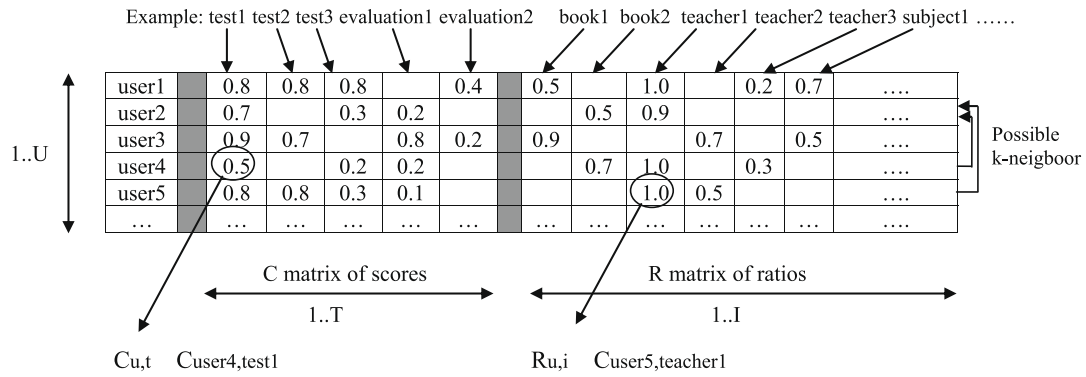 Example: test1 test2 test3 evaluation1 evaluation2 book1 book2 teacher1 teacher2 teacher3 subject1 ......
user1 0.8 0.8 0.8 0.4 0.5 1.0 0.2 0.7 ....
user2 0.7 0.3 0.2 0.5 0.9 ....
user3 0.9 0.7 0.8 0.2 0.9 0.7 0.5 ....
user4 0.5 0.2 0.2 0.7 1.0 0.3 ....
user5 0.8 0.8 0.3 0.1 1.0 0.5 ....
... ... ... ... ... ... ... ... ... ... ... ... ....
1..U
Possible
k-neigboor
C matrix of scores R matrix of ratios
1..T 1..I
Cu,t Cuser4,test1 Ru,i Cuser5,teacher1